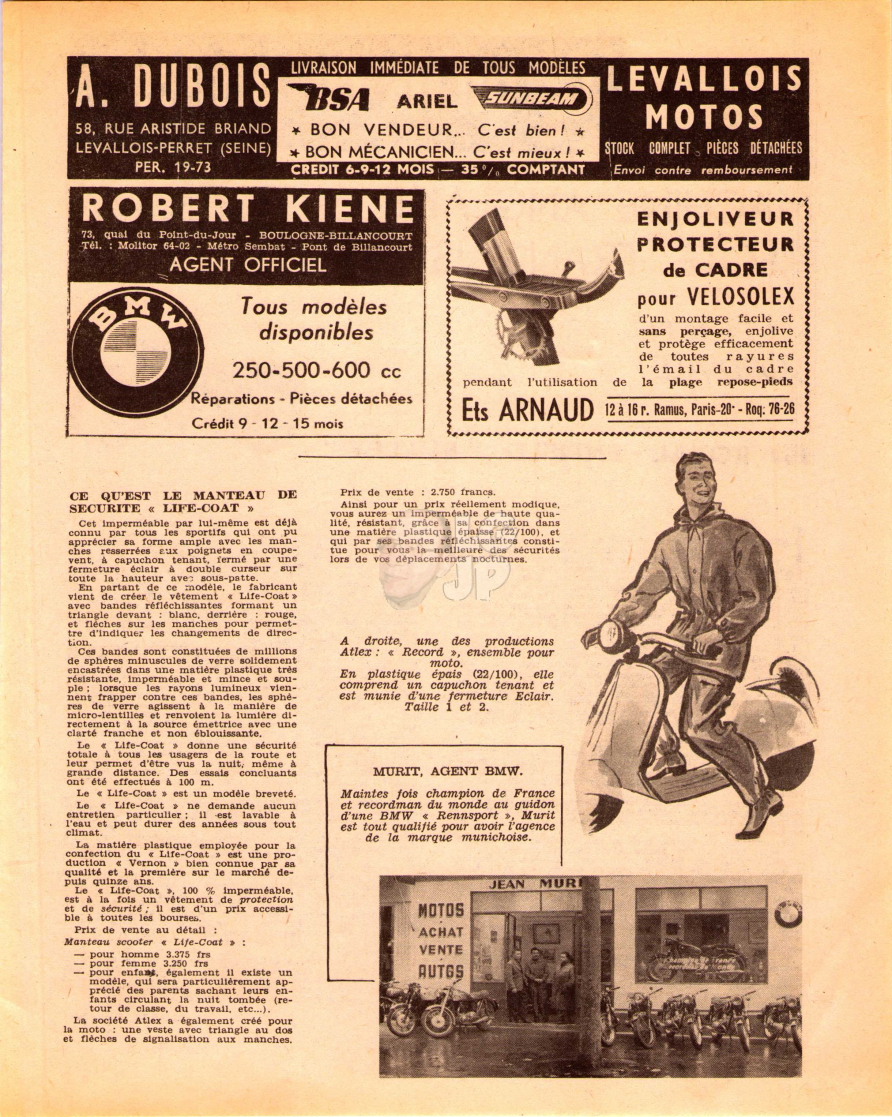 A. DUBOIS
58, RUE ARISTIDE BRIAND
LEVALLOIS-PERRET (SEINE)
PER. 19-73
LIVRAISON IMMÉDIATE DE TOUS MODÈLES
BSA ARIEL SUNBEAM
* BON VENDEUR... C'est bien ! *
* BON MÉCANICIEN... C'est mieux ! *
CREDIT 6-9-12 MOIS — 35 % COMPTANT
LEVALLOIS
MOTOS
STOCK COMPLET PIÈCES DÉTACHÉES
Envoi contre remboursement
ROBERT KIENE
73, quai du Point-du-Jour - BOULOGNE-BILLANCOURT
Tél. : Molitor 64-02 - Métro Sembat - Pont de Billancourt
AGENT OFFICIEL
BMW
Tous modèles
disponibles
250-500-600 cc
Réparations - Pièces détachées
Crédit 9 - 12 - 15 mois
ENJOLIVEUR
PROTECTEUR
de CADRE
pour VELOSOLEX
d'un montage facile et
sans perçage, enjolive
et protège efficacement
de toutes rayures
l'émail du cadre
pendant l'utilisation de la plage repose-pieds
Ets ARNAUD 12 à 16 r. Ramus, Paris-20e - Roq: 76-26
CE QU'EST LE MANTEAU DE
SECURITE « LIFE-COAT »
Cet imperméable par lui-même est déjà
connu par tous les sportifs qui ont pu
apprécier sa forme ample avec les man-
ches resserrées aux poignets en coupe-
vent, à capuchon tenant, fermé par une
fermeture éclair à double curseur sur
toute la hauteur avec sous-patte.
En partant de ce modèle, le fabricant
vient de créer le vêtement « Life-Coat »
avec bandes réfléchissantes formant un
triangle devant : blanc, derrière : rouge,
et flèches sur les manches pour permet-
tre d'indiquer les changements de direc-
tion.
Ces bandes sont constituées de millions
de sphères minuscules de verre solidement
encastrées dans une matière plastique très
résistante, imperméable et mince et sou-
ple ; lorsque les rayons lumineux vien-
nent frapper contre ces bandes, les sphè-
res de verre agissent à la manière de
micro-lentilles et renvoient la lumière di-
rectement à la source émettrice avec une
clarté franche et non éblouissante.
Le « Life-Coat » donne une sécurité
totale à tous les usagers de la route et
leur permet d'être vus la nuit, même à
grande distance. Des essais concluants
ont été effectués à 100 m.
Le « Life-Coat » est un modèle breveté.
Le « Life-Coat » ne demande aucun
entretien particulier ; il est lavable à
l'eau et peut durer des années sous tout
climat.
La matière plastique employée pour la
confection du « Life-Coat » est une pro-
duction « Vernon » bien connue par sa
qualité et la première sur le marché de-
puis quinze ans.
Le « Life-Coat », 100 % imperméable,
est à la fois un vêtement de protection
et de sécurité ; il est d'un prix accessi-
ble à toutes les bourses.
Prix de vente au détail :
Manteau scooter « Life-Coat » :
— pour homme 3.375 frs
— pour femme 3.250 frs
— pour enfant, également il existe un
modèle, qui sera particulièrement ap-
précié des parents sachant leurs en-
fants circulant la nuit tombée (re-
tour de classe, du travail, etc...).
La société Atlex a également créé pour
la moto : une veste avec triangle au dos
et flèches de signalisation aux manches.
Prix de vente : 2.750 francs.
Ainsi pour un prix réellement modique,
vous aurez un imperméable de haute qua-
lité, résistant, grâce à sa confection dans
une matière plastique épaisse (22/100), et
qui par ses bandes réfléchissantes consti-
tue pour vous la meilleure des sécurités
lors de vos déplacements nocturnes.
JP
A droite, une des productions
Atlex : « Record », ensemble pour
moto.
En plastique épais (22/100), elle
comprend un capuchon tenant et
est munie d'une fermeture Eclair.
Taille 1 et 2.
MURIT, AGENT BMW.
Maintes fois champion de France
et recordman du monde au guidon
d'une BMW « Rennsport », Murit
est tout qualifié pour avoir l'agence
de la marque munichoise.
JEAN MURI
MOTOS
ACHAT
VENTE
AUTOS
Champion de France
Recordman du Monde